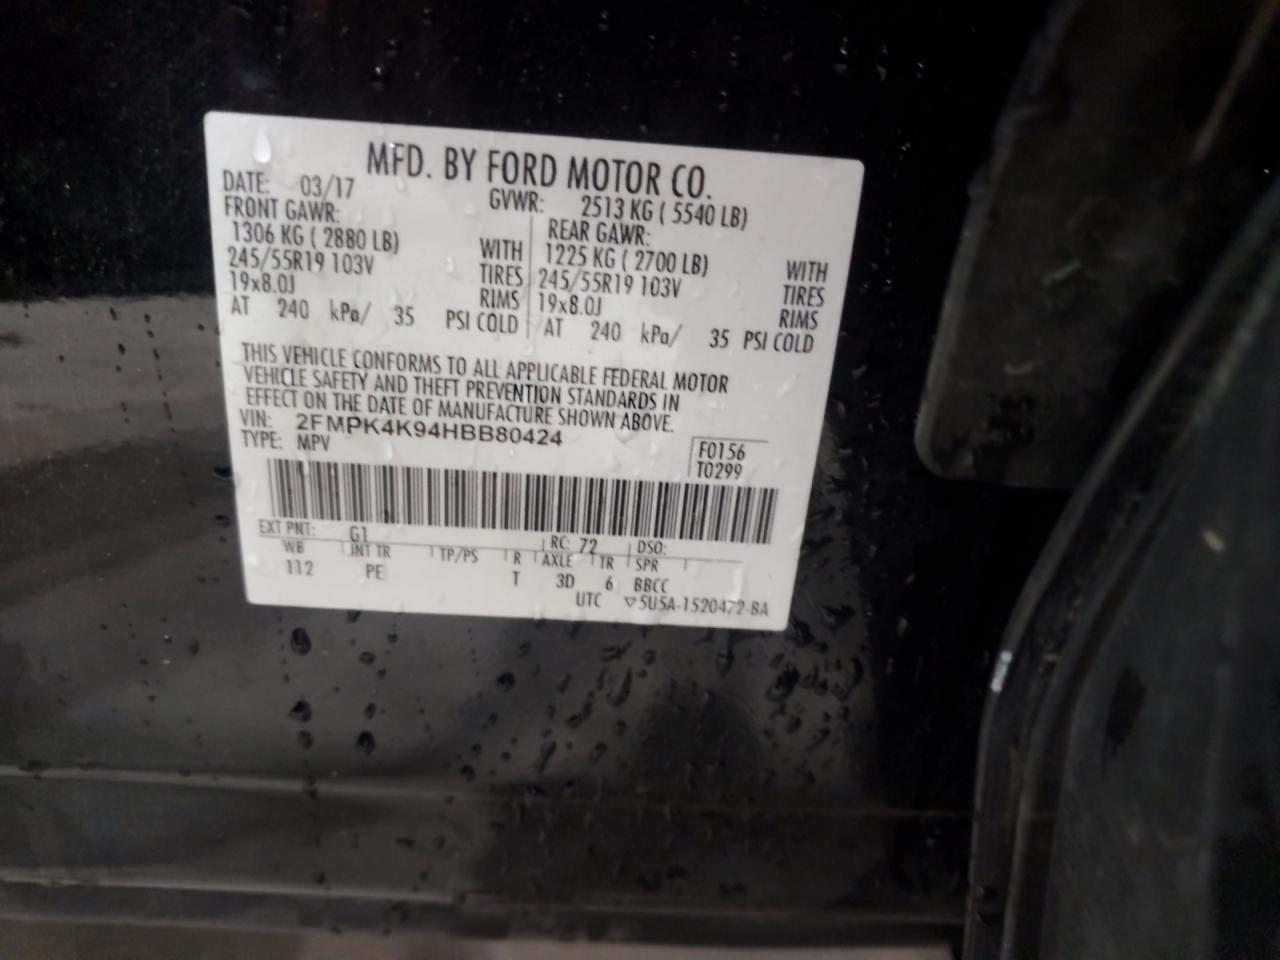 MFD. BY FORD MOTOR CO.
DATE: 03/17 GVWR: 2513 KG ( 5540 LB)
FRONT GAWR: REAR GAWR:
1306 KG ( 2880 LB) WITH 1225 KG ( 2700 LB) WITH
245/55R19 103V TIRES 245/55R19 103V TIRES
19x8.0J RIMS 19x8.0J RIMS
AT 240 kPa/ 35 PSI COLD AT 240 kPa/ 35 PSI COLD
THIS VEHICLE CONFORMS TO ALL APPLICABLE FEDERAL MOTOR
VEHICLE SAFETY AND THEFT PREVENTION STANDARDS IN
EFFECT ON THE DATE OF MANUFACTURE SHOWN ABOVE.
VIN: 2FMPK4K94HBB80424
TYPE: MPV F0156
T0299
EXT PNT: G1 RC: 72 DSO:
WB INT TR TP/PS R AXLE TR SPR
112 PE T 3D 6 BBCC
UTC ▽5U5A-1520472-BA